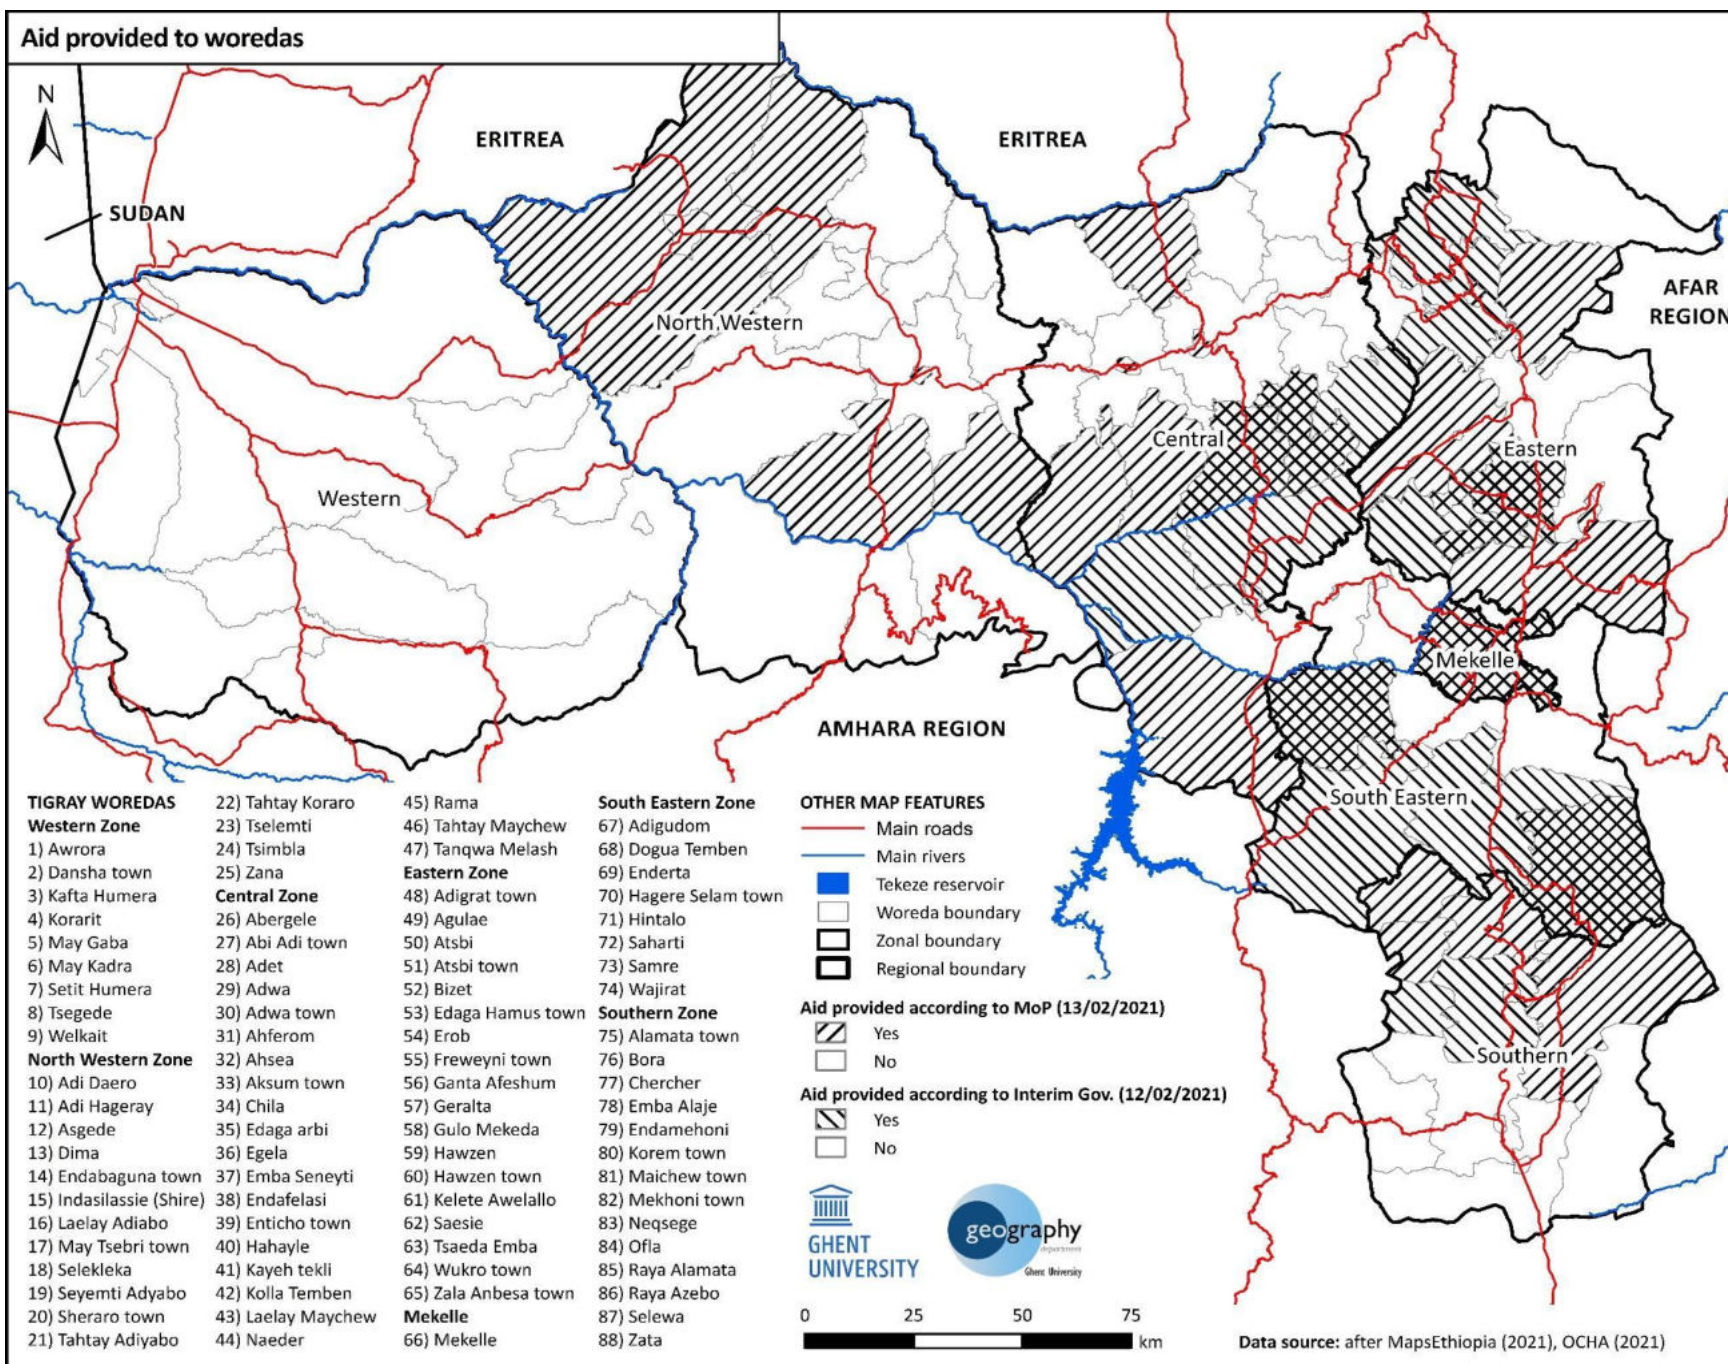 Aid provided to woredas
N
ERITREA
ERITREA
SUDAN
AFAR
REGION
North Western
Central
Eastern
Western
Mekelle
AMHARA REGION
South Eastern
Southern
TIGRAY WOREDAS
Western Zone
1) Awrora
2) Dansha town
3) Kafta Humera
4) Korarit
5) May Gaba
6) May Kadra
7) Setit Humera
8) Tsegede
9) Welkait
North Western Zone
10) Adi Daero
11) Adi Hageray
12) Asgede
13) Dima
14) Endabaguna town
15) Indasilassie (Shire)
16) Laelay Adiabo
17) May Tsebri town
18) Selekleka
19) Seyemti Adyabo
20) Sheraro town
21) Tahtay Adiyabo
22) Tahtay Koraro
23) Tselemti
24) Tsimbla
25) Zana
Central Zone
26) Abergele
27) Abi Adi town
28) Adet
29) Adwa
30) Adwa town
31) Ahferom
32) Ahsea
33) Aksum town
34) Chila
35) Edaga arbi
36) Egela
37) Emba Seneyti
38) Endafelasi
39) Enticho town
40) Hahayle
41) Kayeh tekli
42) Kolla Temben
43) Laelay Maychew
44) Naeder
45) Rama
46) Tahtay Maychew
47) Tanqwa Melash
Eastern Zone
48) Adigrat town
49) Agulae
50) Atsbi
51) Atsbi town
52) Bizet
53) Edaga Hamus town
54) Erob
55) Freweyni town
56) Ganta Afeshum
57) Geralta
58) Gulo Mekeda
59) Hawzen
60) Hawzen town
61) Kelete Awelallo
62) Saesie
63) Tsaeda Emba
64) Wukro town
65) Zala Anbesa town
Mekelle
66) Mekelle
South Eastern Zone
67) Adigudom
68) Dogua Temben
69) Enderta
70) Hagere Selam town
71) Hintalo
72) Saharti
73) Samre
74) Wajirat
Southern Zone
75) Alamata town
76) Bora
77) Chercher
78) Emba Alaje
79) Endamehoni
80) Korem town
81) Maichew town
82) Mekhoni town
83) Neqsege
84) Ofla
85) Raya Alamata
86) Raya Azebo
87) Selewa
88) Zata
OTHER MAP FEATURES
Main roads
Main rivers
Tekeze reservoir
Woreda boundary
Zonal boundary
Regional boundary
Aid provided according to MoP (13/02/2021)
Yes
No
Aid provided according to Interim Gov. (12/02/2021)
Yes
No
GHENT
UNIVERSITY
geography
department
Ghent University
0 25 50 75
km
Data source: after MapsEthiopia (2021), OCHA (2021)